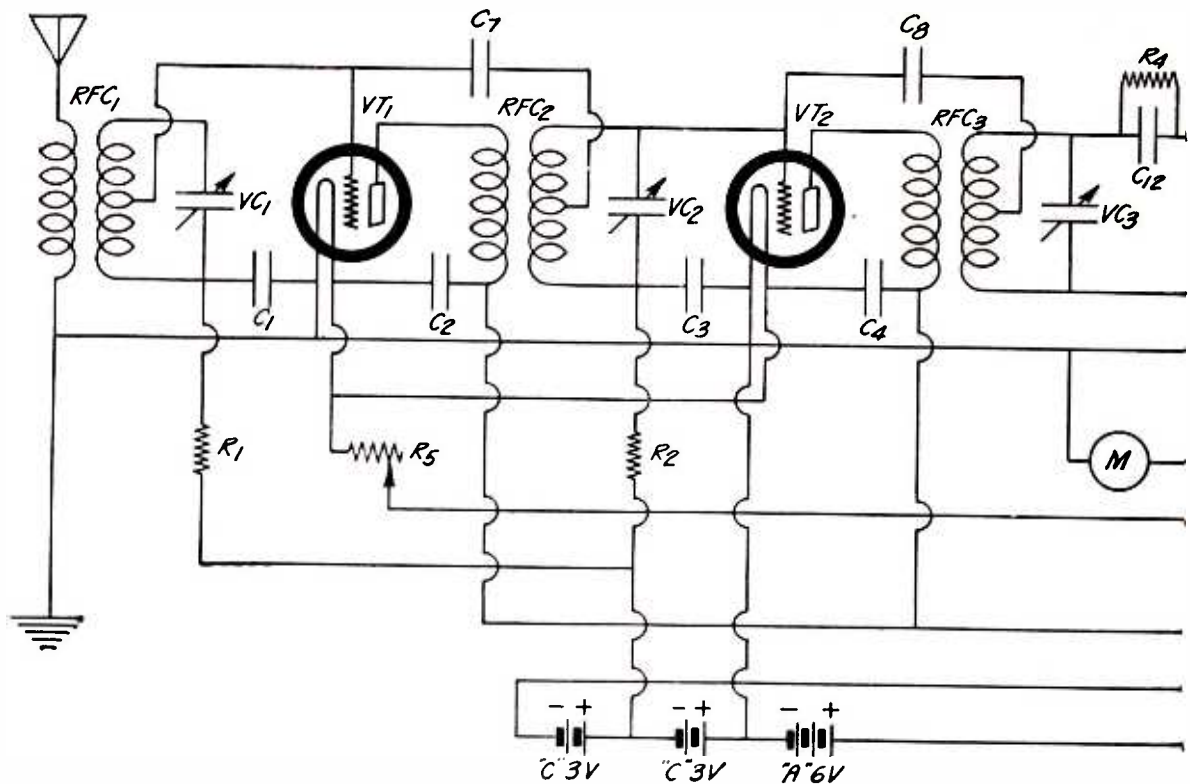 C7
C8
R4
RFC1
VT1
RFC2
VT2
RFC3
C12
VC1
VC2
VC3
C1
C2
C3
C4
R1
R5
R2
M
- +
- +
- +
"C" 3V
"C" 3V
"A" 6V